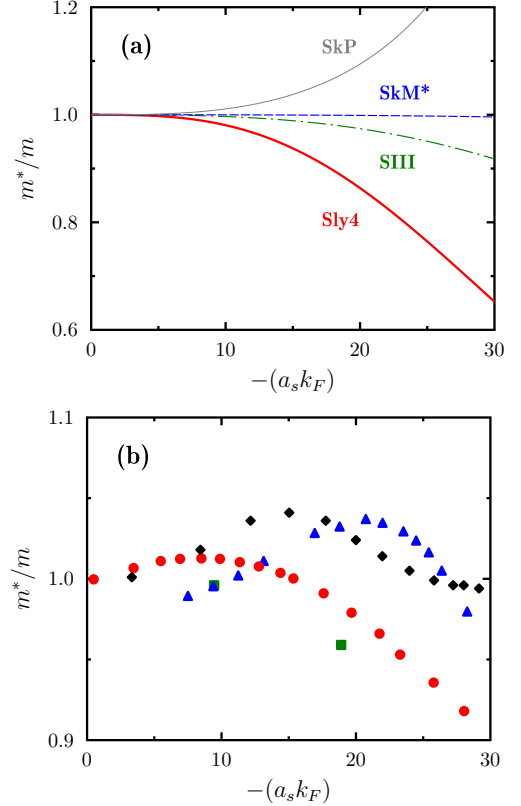 1.2
(a)
SkP
SkM*
1.0
SIII
m*/m
0.8
Sly4
0.6
0 10 20 30
−(a_s k_F)
1.1
(b)
m*/m
1.0
0.9
0 10 20 30
−(a_s k_F)